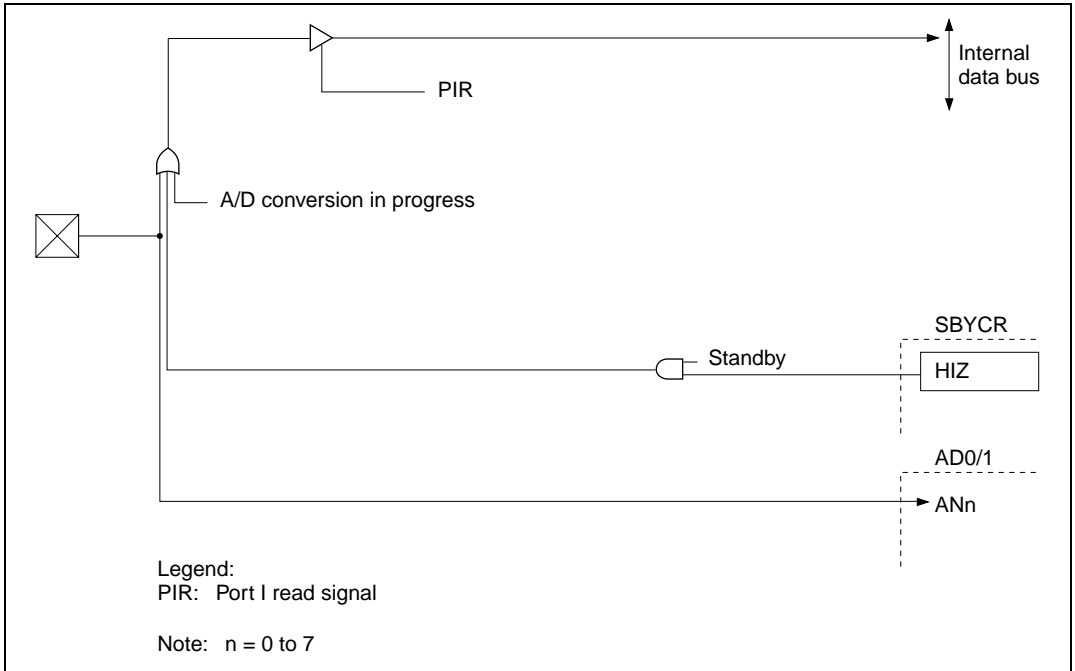 Internal
data bus
PIR
A/D conversion in progress
SBYCR
Standby
HIZ
AD0/1
ANn
Legend:
PIR: Port I read signal
Note: n = 0 to 7